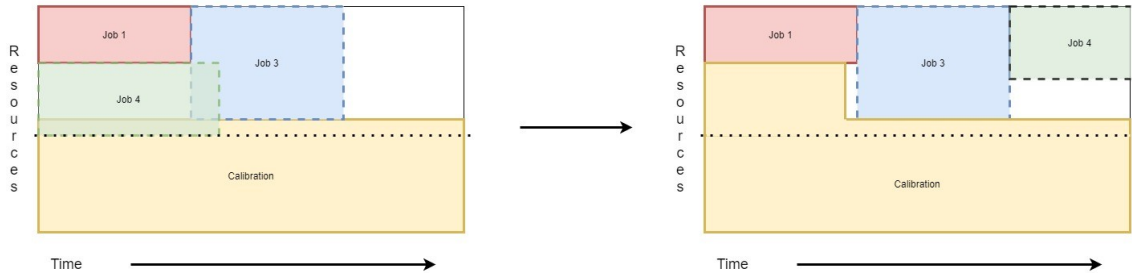 Resources
Job 1
Job 3
Job 4
Calibration
Time
Resources
Job 1
Job 3
Job 4
Calibration
Time